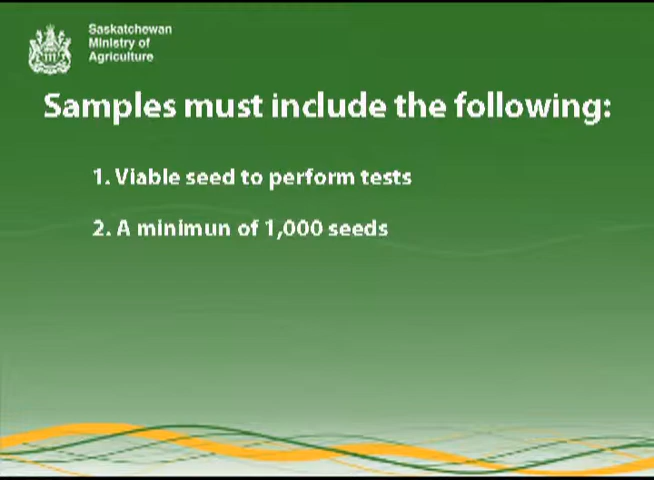 Saskatchewan
Ministry of
Agriculture
Samples must include the following:
1. Viable seed to perform tests
2. A minimun of 1,000 seeds